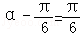 α - π/6 = π/6